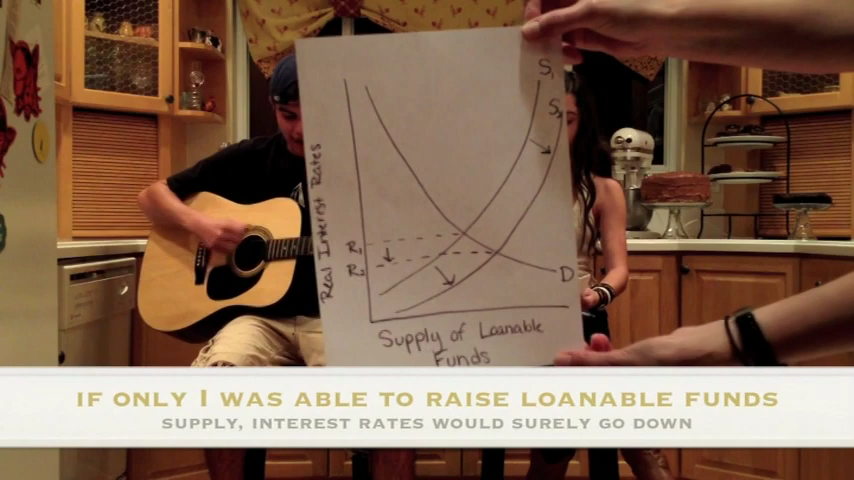 S₁
S₂
Real Interest Rates
R₁
R₂
D
Supply of Loanable
Funds
IF ONLY I WAS ABLE TO RAISE LOANABLE FUNDS
SUPPLY, INTEREST RATES WOULD SURELY GO DOWN